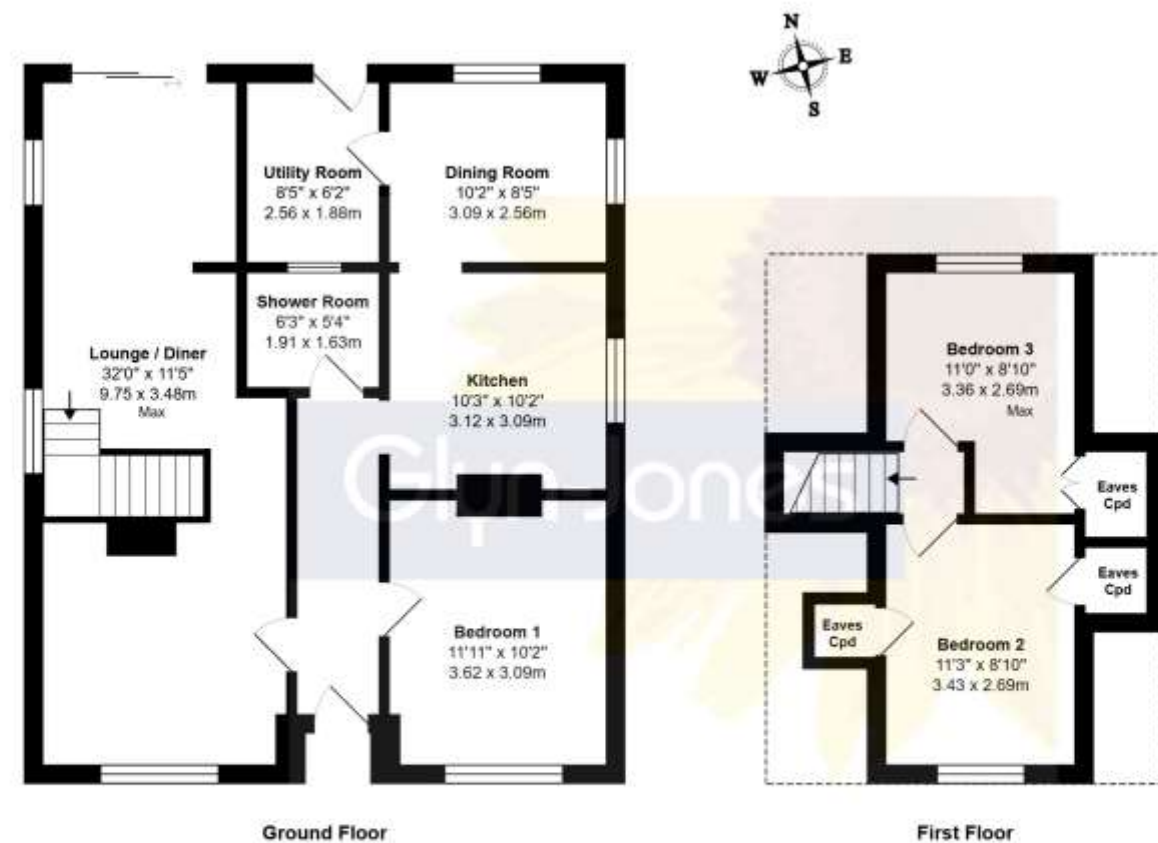 N
W
E
S
Utility Room
8'5" x 6'2"
2.56 x 1.88m
Dining Room
10'2" x 8'5"
3.09 x 2.56m
Shower Room
6'3" x 5'4"
1.91 x 1.63m
Lounge / Diner
32'0" x 11'5"
9.75 x 3.48m
Max
Kitchen
10'3" x 10'2"
3.12 x 3.09m
Glyn Jones
Bedroom 1
11'11" x 10'2"
3.62 x 3.09m
Ground Floor
Bedroom 3
11'0" x 8'10"
3.36 x 2.69m
Max
Eaves
Cpd
Eaves
Cpd
Eaves
Cpd
Bedroom 2
11'3" x 8'10"
3.43 x 2.69m
First Floor